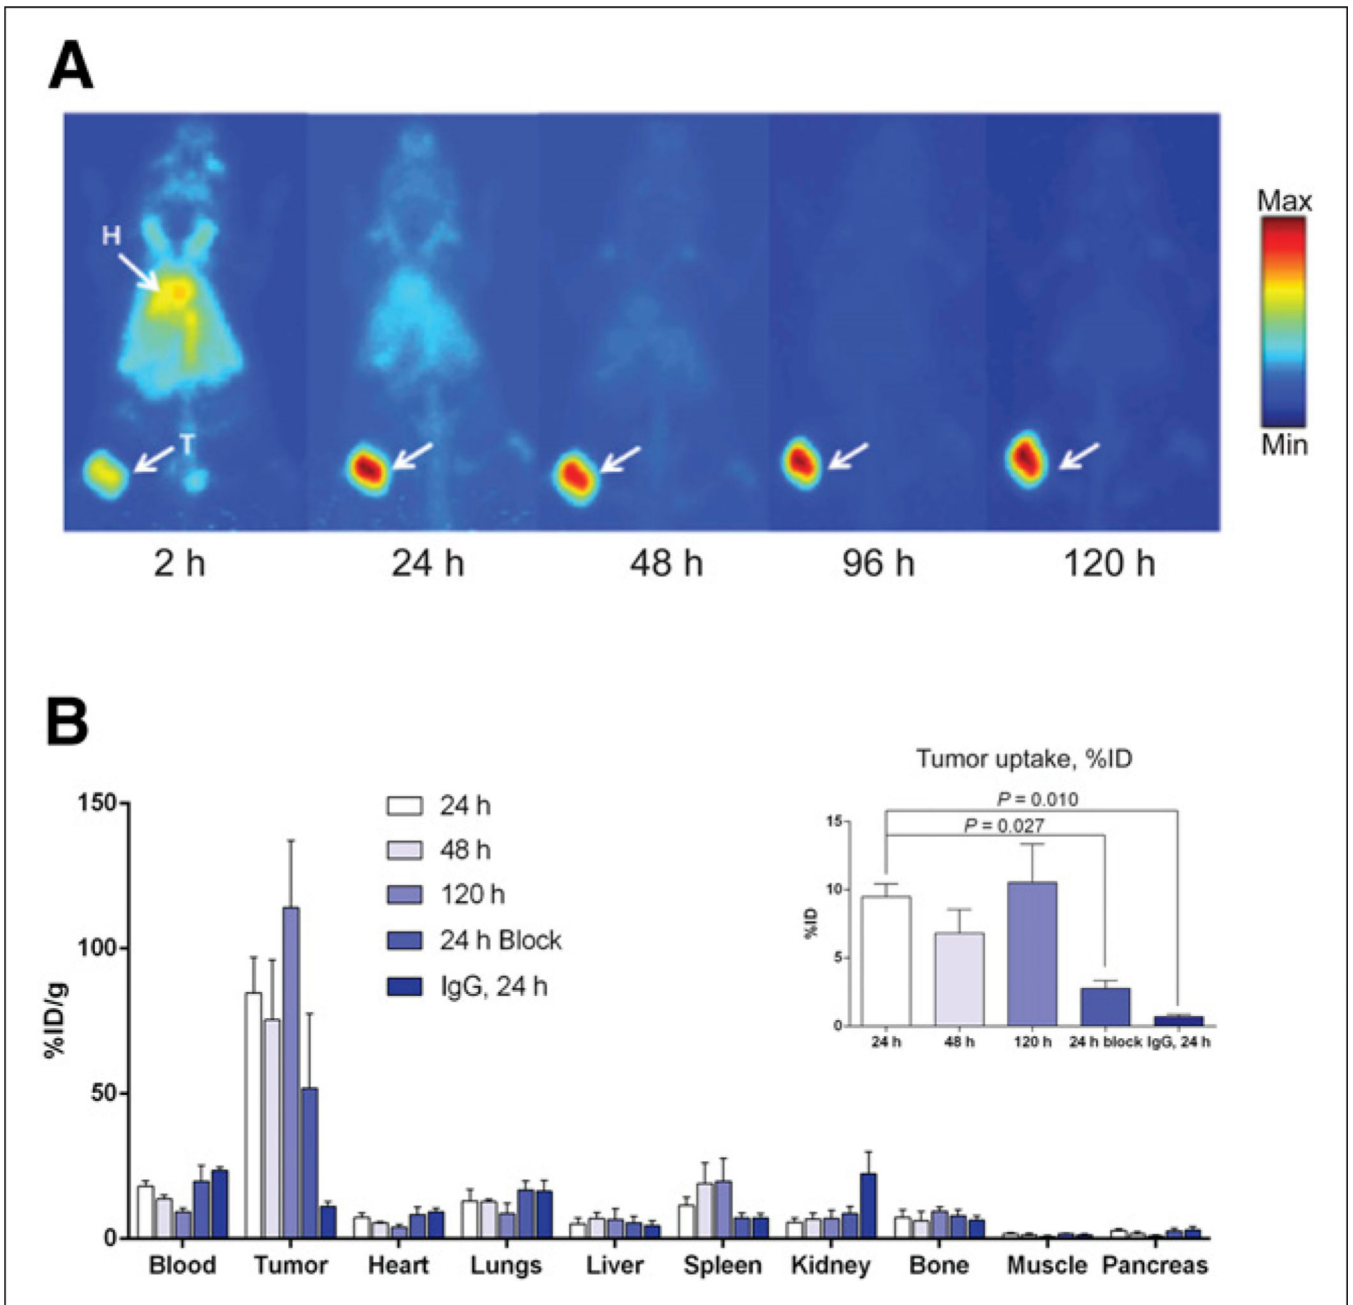 A
H
T
Max
Min
2 h 24 h 48 h 96 h 120 h
B
%ID/g
150
100
50
0
24 h
48 h
120 h
24 h Block
IgG, 24 h
Tumor uptake, %ID
P = 0.010
P = 0.027
%ID
15
10
5
0
24 h 48 h 120 h 24 h block IgG, 24 h
Blood Tumor Heart Lungs Liver Spleen Kidney Bone Muscle Pancreas